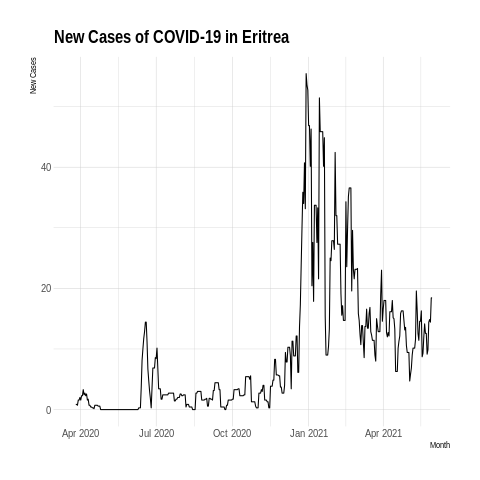 New Cases of COVID-19 in Eritrea
New Cases
40
20
0
Apr 2020
Jul 2020
Oct 2020
Jan 2021
Apr 2021
Month